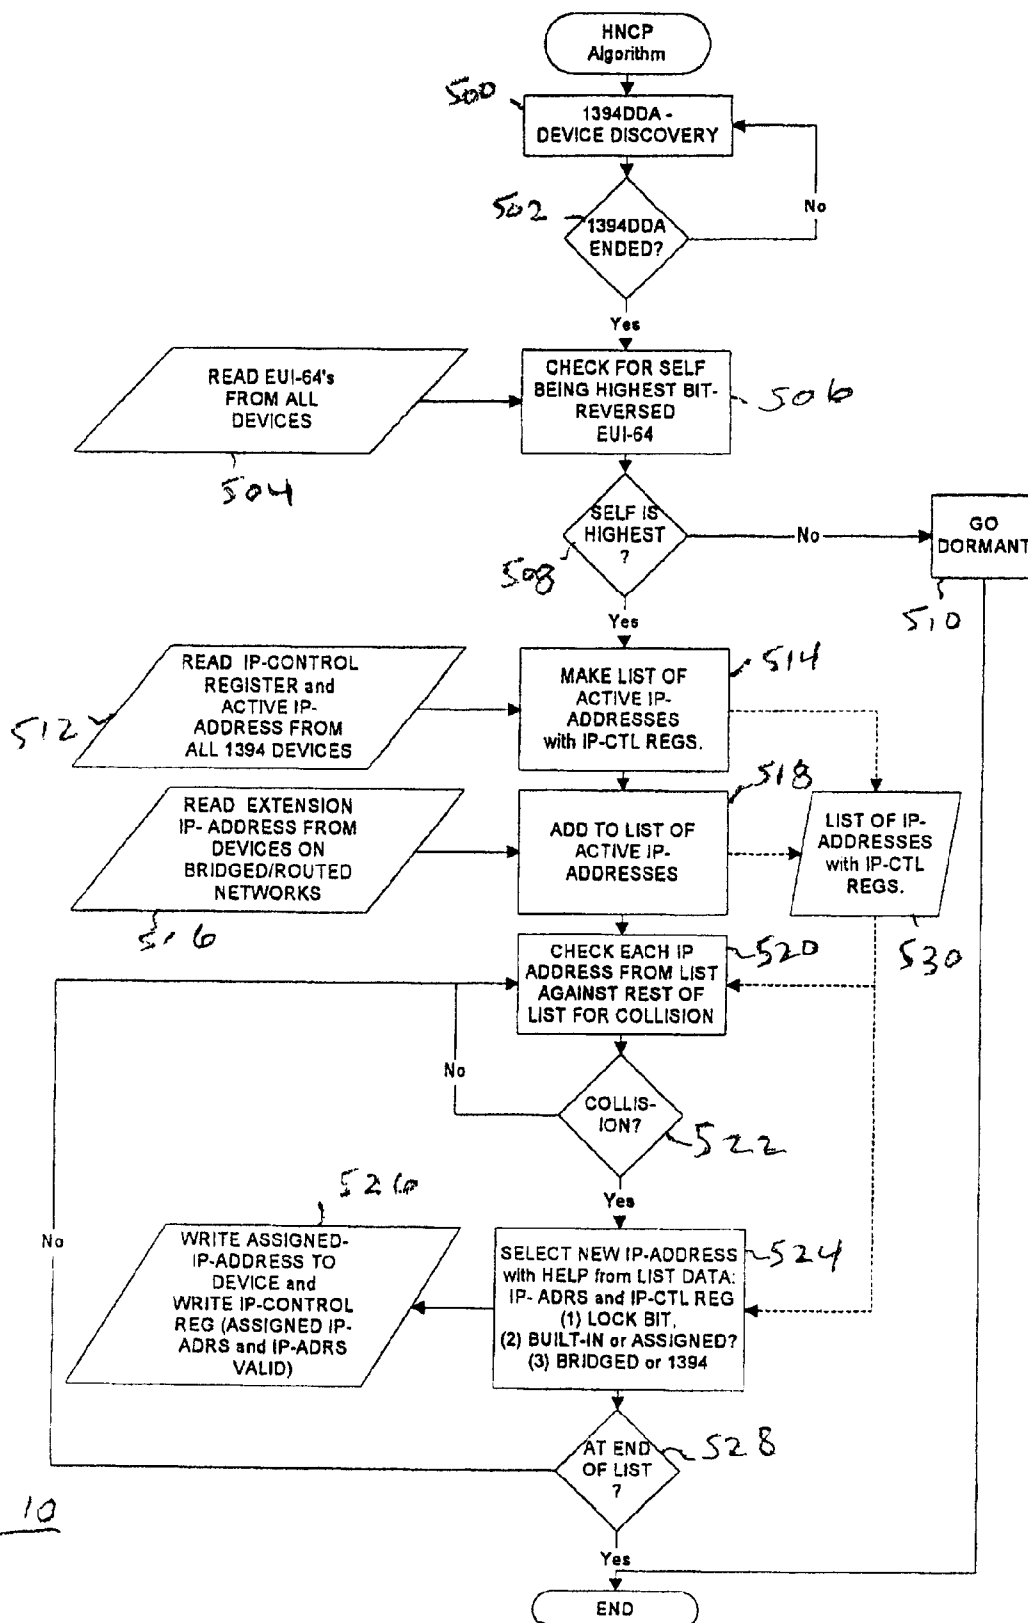 HNCP
Algorithm
500
1394DDA -
DEVICE DISCOVERY
No
502
1394DDA
ENDED?
Yes
READ EUI-64's
FROM ALL
DEVICES
504
CHECK FOR SELF
BEING HIGHEST BIT-
REVERSED
EUI-64
506
SELF IS
HIGHEST
?
508
No
GO
DORMANT
510
Yes
READ IP-CONTROL
REGISTER and
ACTIVE IP-
ADDRESS FROM
ALL 1394 DEVICES
512
MAKE LIST OF
ACTIVE IP-
ADDRESSES
with IP-CTL REGS.
514
READ EXTENSION
IP- ADDRESS FROM
DEVICES ON
BRIDGED/ROUTED
NETWORKS
516
ADD TO LIST OF
ACTIVE IP-
ADDRESSES
518
LIST OF IP-
ADDRESSES
with IP-CTL
REGS.
530
CHECK EACH IP
ADDRESS FROM LIST
AGAINST REST OF
LIST FOR COLLISION
520
No
COLLIS-
ION?
522
Yes
526
No
WRITE ASSIGNED-
IP-ADDRESS TO
DEVICE and
WRITE IP-CONTROL
REG (ASSIGNED IP-
ADRS and IP-ADRS
VALID)
SELECT NEW IP-ADDRESS
with HELP from LIST DATA:
IP- ADRS and IP-CTL REG
(1) LOCK BIT,
(2) BUILT-IN or ASSIGNED?
(3) BRIDGED or 1394
524
AT END
OF LIST
?
528
10
Yes
END